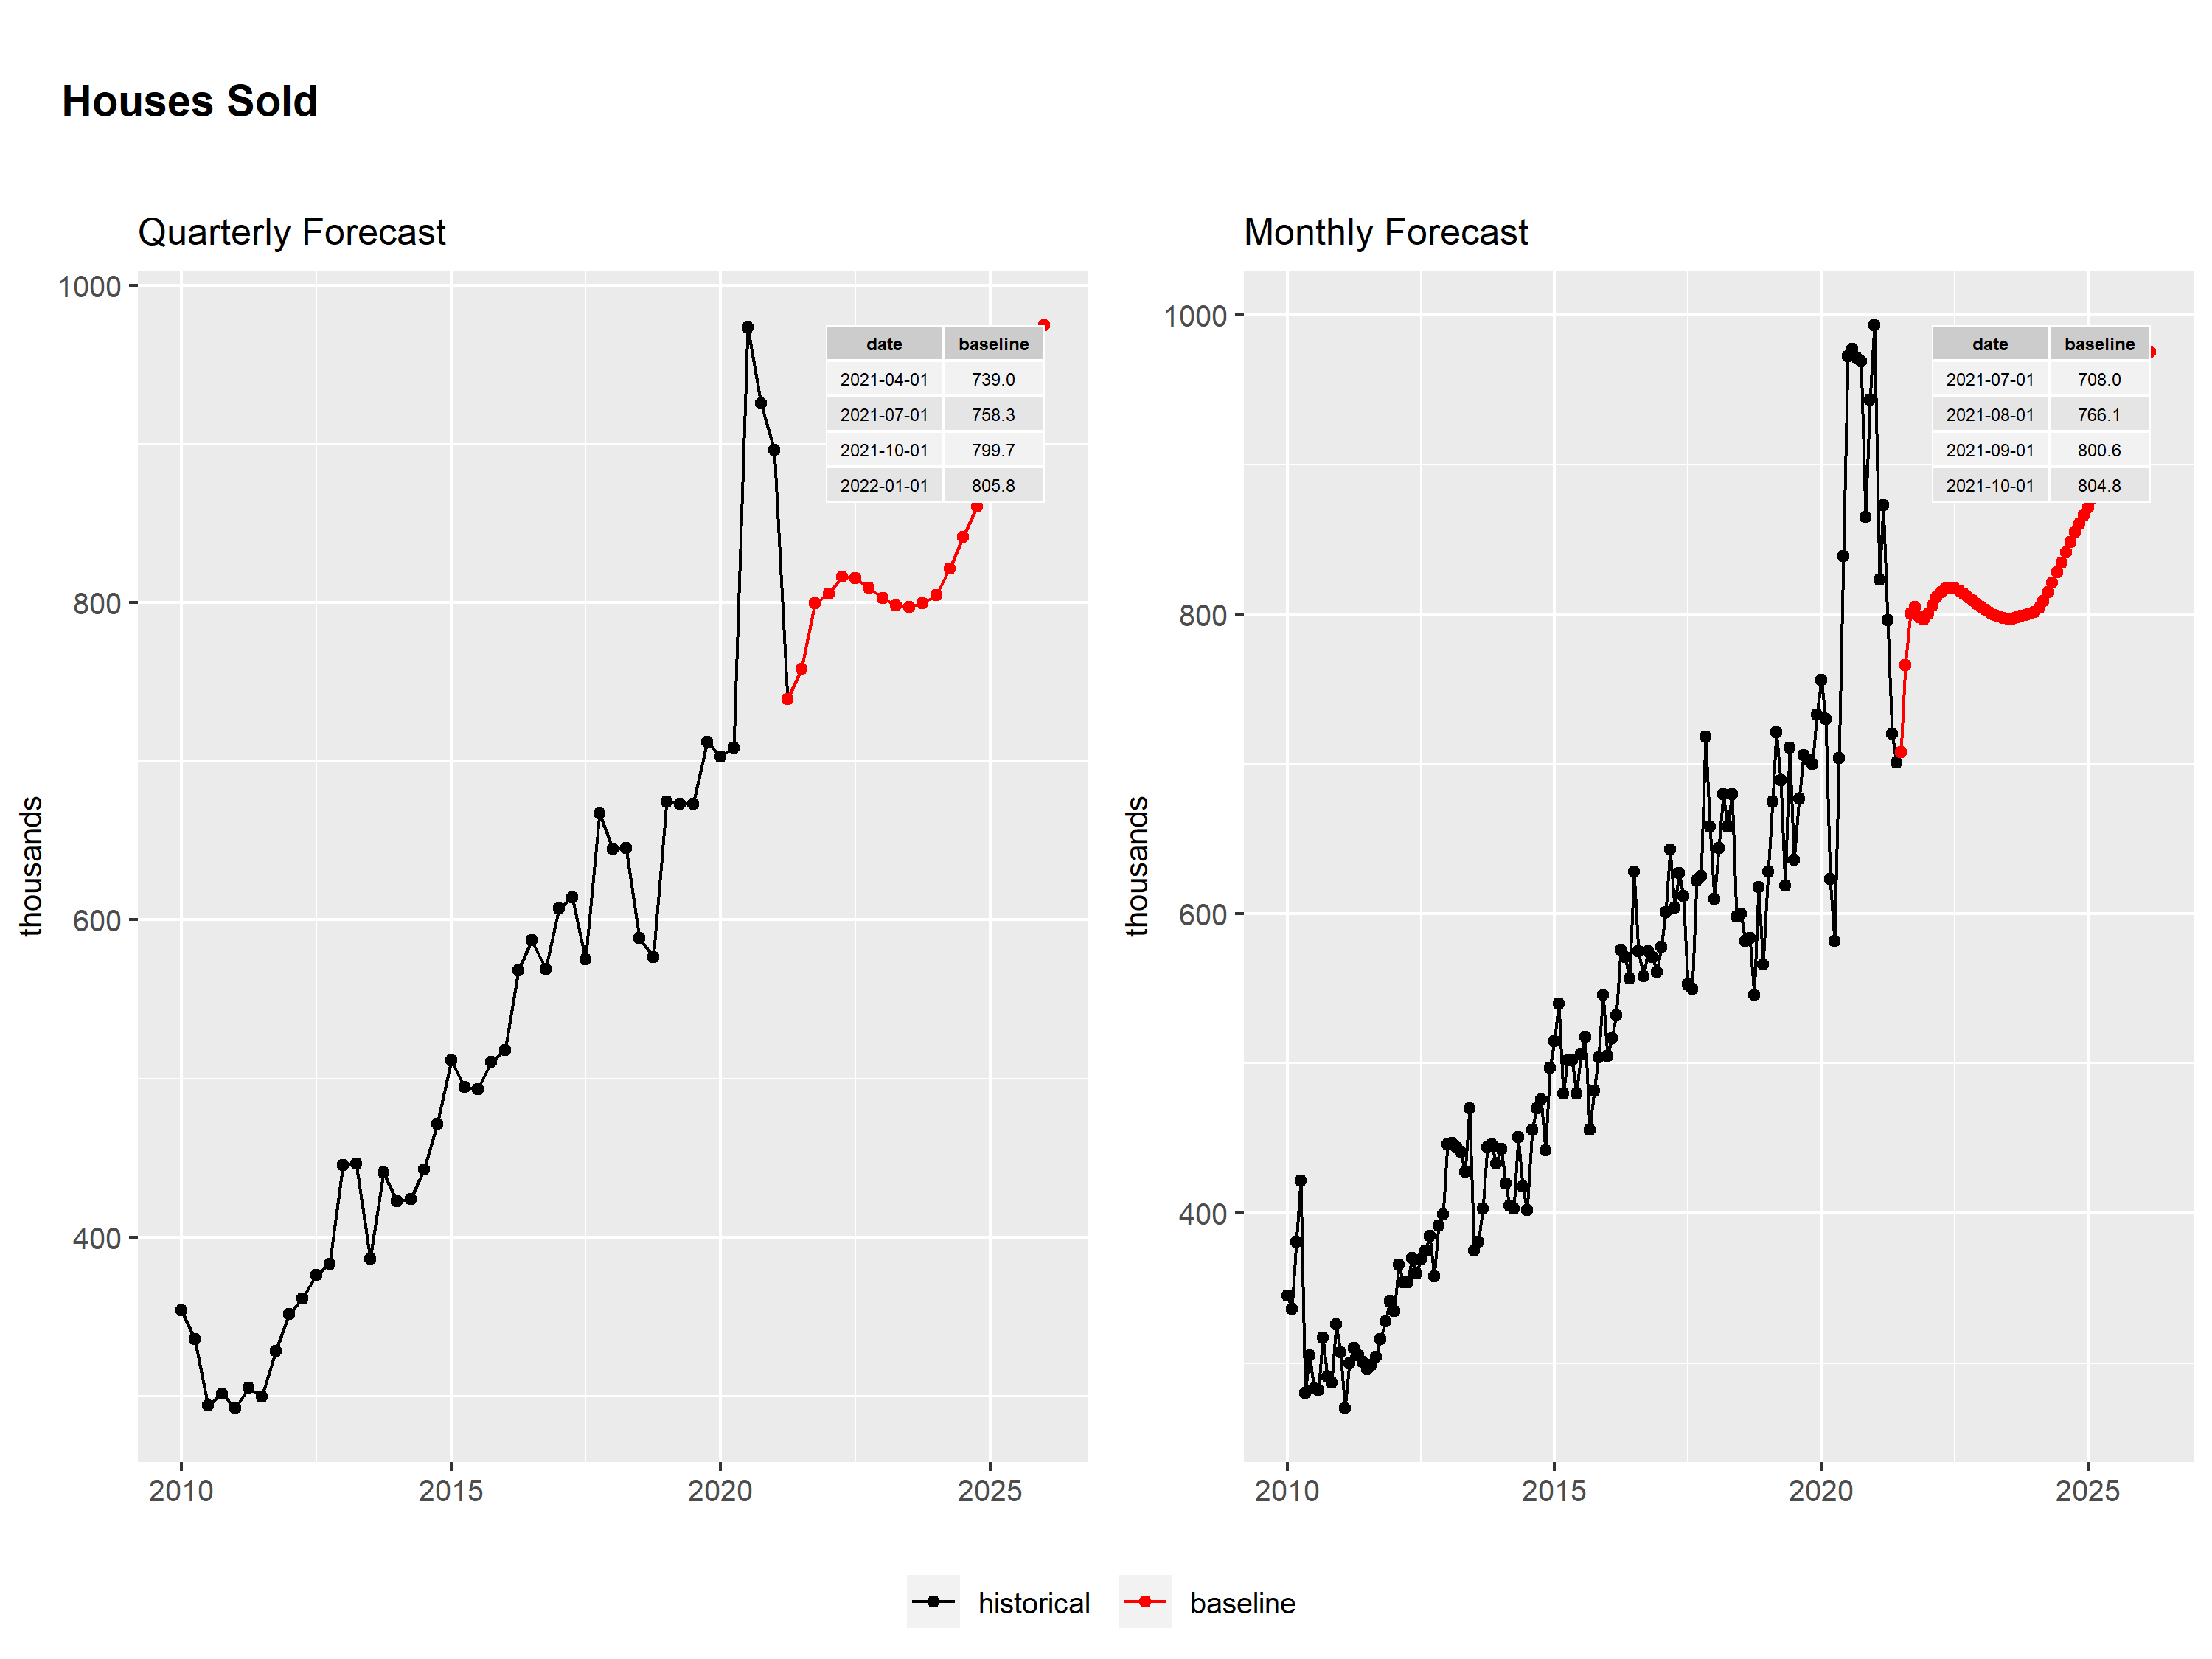 Houses Sold
Quarterly Forecast
1000
800
600
400
thousands
2010 2015 2020 2025
date baseline
2021-04-01 739.0
2021-07-01 758.3
2021-10-01 799.7
2022-01-01 805.8
Monthly Forecast
1000
800
600
400
thousands
2010 2015 2020 2025
date baseline
2021-07-01 708.0
2021-08-01 766.1
2021-09-01 800.6
2021-10-01 804.8
historical baseline